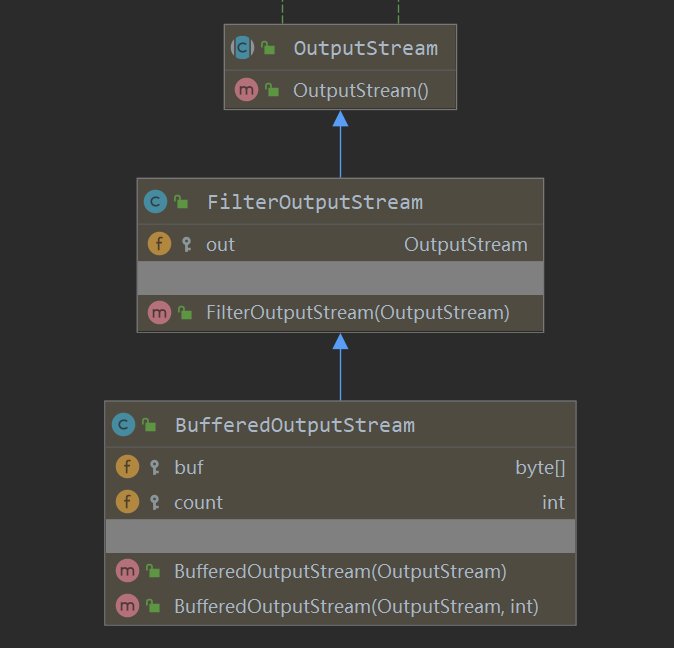 C OutputStream
m OutputStream()
C FilterOutputStream
f out OutputStream
m FilterOutputStream(OutputStream)
C BufferedOutputStream
f buf byte[]
f count int
m BufferedOutputStream(OutputStream)
m BufferedOutputStream(OutputStream, int)